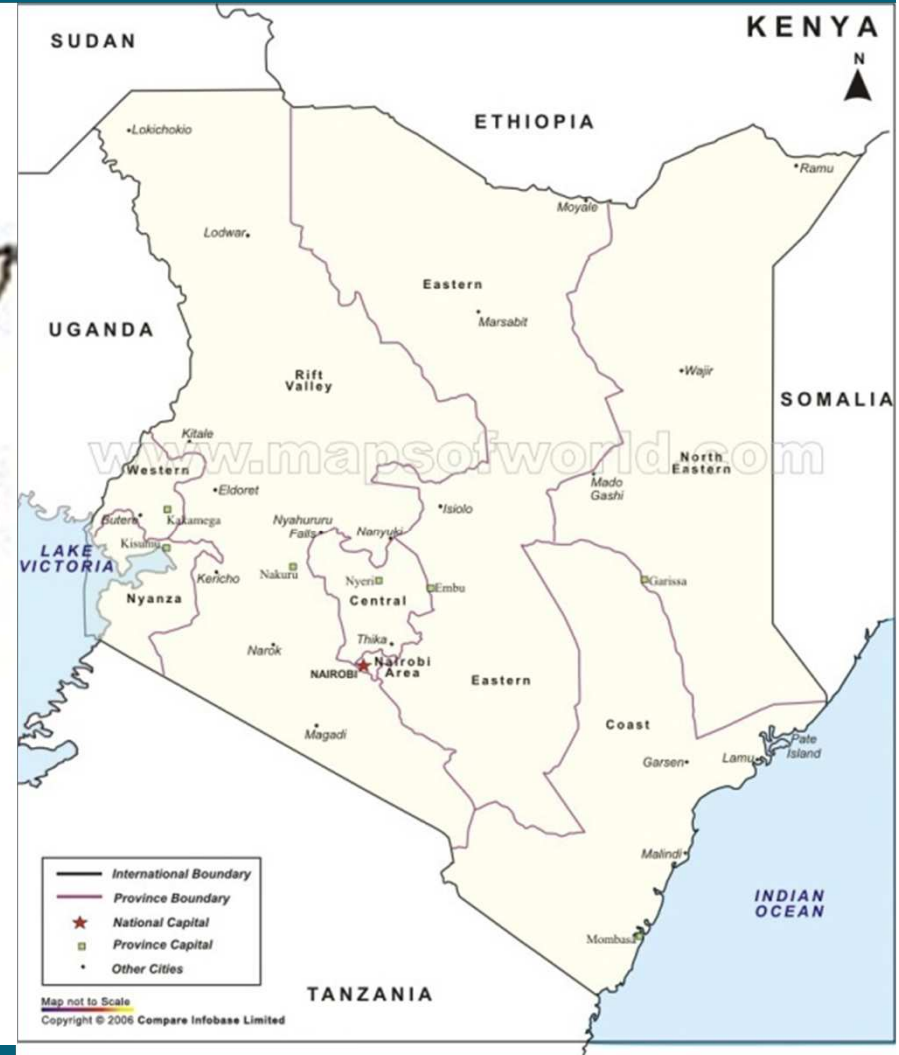 KENYA
N
SUDAN
ETHIOPIA
Lokichokio
Ramu
Moyale
Lodwar
Eastern
Marsabit
UGANDA
Wajir
Rift
Valley
SOMALIA
Kitale
www.mapsofworld.com
Western
North
Eastern
Eldoret
Mado
Gashi
Isiolo
Butere
Kakamega
Nyahururu
Falls
Nanyuki
Kisumu
LAKE
VICTORIA
Kericho
Nakuru
Nyeri
Embu
Garissa
Nyanza
Central
Thika
Narok
Nairobi
Area
NAIROBI
Eastern
Coast
Magadi
Pate
Island
Garsen
Lamu
Malindi
INDIAN
OCEAN
Mombasa
International Boundary
Province Boundary
National Capital
Province Capital
Other Cities
TANZANIA
Map not to Scale
Copyright © 2006 Compare Infobase Limited